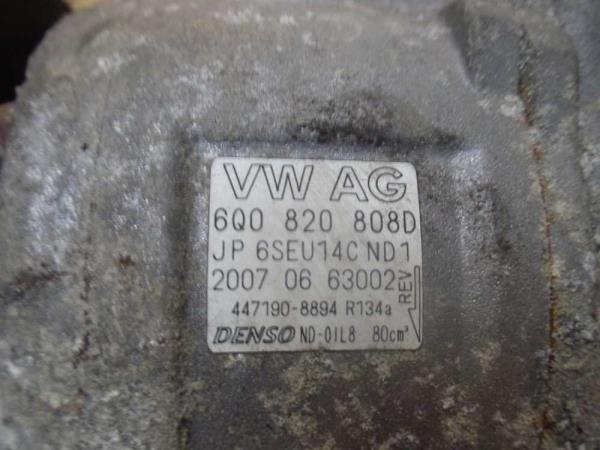 VW AG
6Q0 820 808D
JP 6SEU14C ND1
2007 06 63002
REV
447190-8894 R134a
DENSO ND-OIL8 80cm³